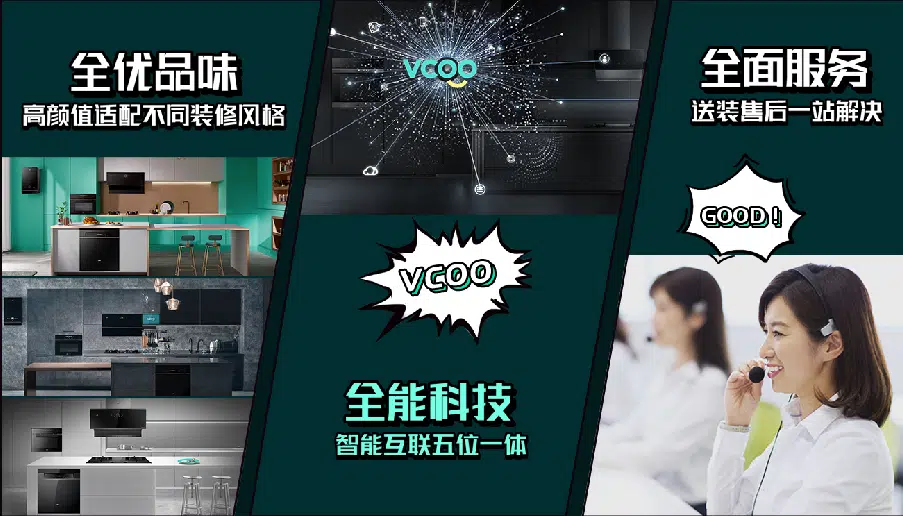 全优品味
高颜值适配不同装修风格
VCOO
VCOO
全能科技
智能互联五位一体
全面服务
送装售后一站解决
GOOD!